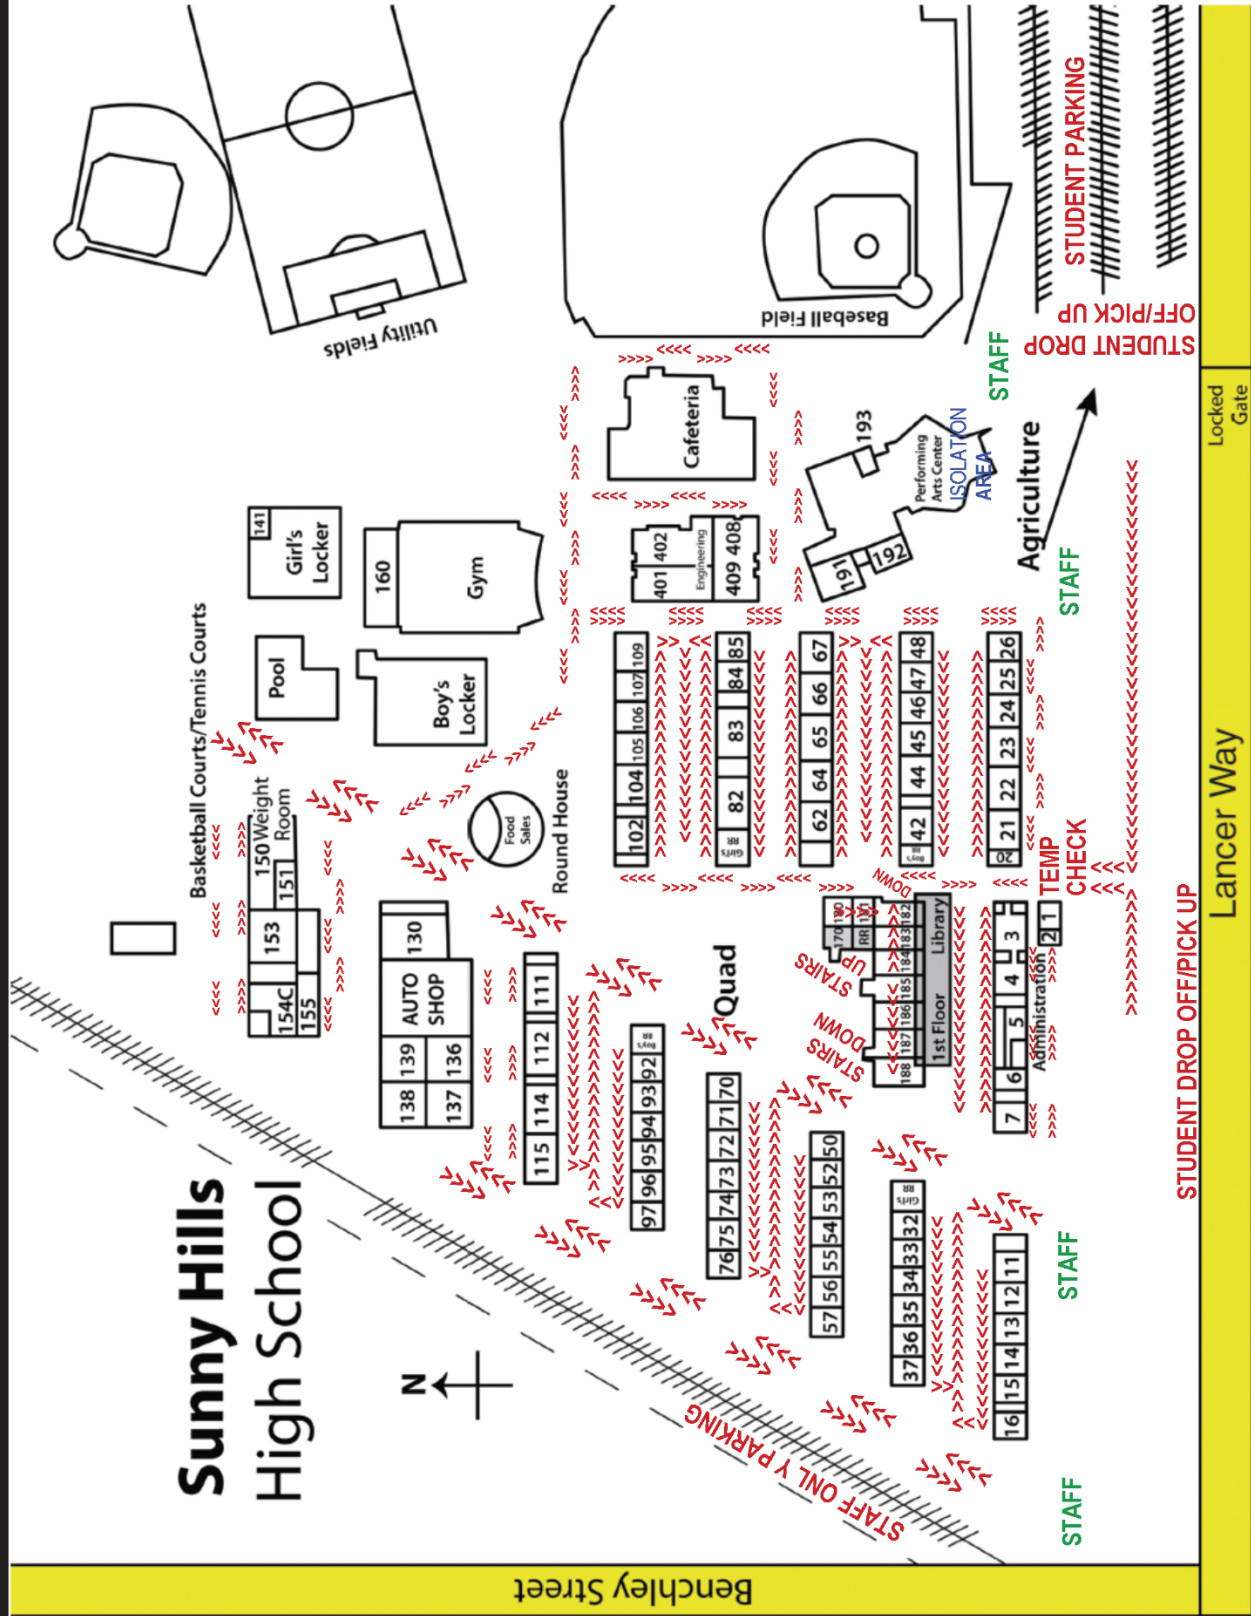 Sunny Hills
High School
N
Benchley Street
Lancer Way
Locked
Gate
Utility Fields
Baseball Field
STUDENT PARKING
STUDENT DROP
OFF/PICK UP
STAFF
Cafeteria
193
Performing
Arts Center
ISOLATION
AREA
Agriculture
191
192
STAFF
141
Girl's
Locker
160
Gym
Pool
Boy's
Locker
401 402
Engineering
409 408
Basketball Courts/Tennis Courts
150 Weight
Room
151
153
154C
155
Food
Sales
Round House
130
AUTO
SHOP
139
136
138
137
102 104 105 106 107 109
Girl's
RR
82 83 84 85
62 64 65 66 67
Boy's
RR
42 44 45 46 47 48
20 21 22 23 24 25 26
TEMP
CHECK
115 114 112 111
97 96 95 94 93 92
Boy's
RR
Quad
76 75 74 73 72 71 70
57 56 55 54 53 52 50
37 36 35 34 33 32
Girl's
RR
16 15 14 13 12 11
170
RR
188 187 186 185 184 183 182
DOWN
STAIRS
UP
STAIRS
DOWN
1st Floor
Library
7 6 5 4 3
2 1
Administration
STUDENT DROP OFF/PICK UP
STAFF
STAFF
STAFF ONLY PARKING